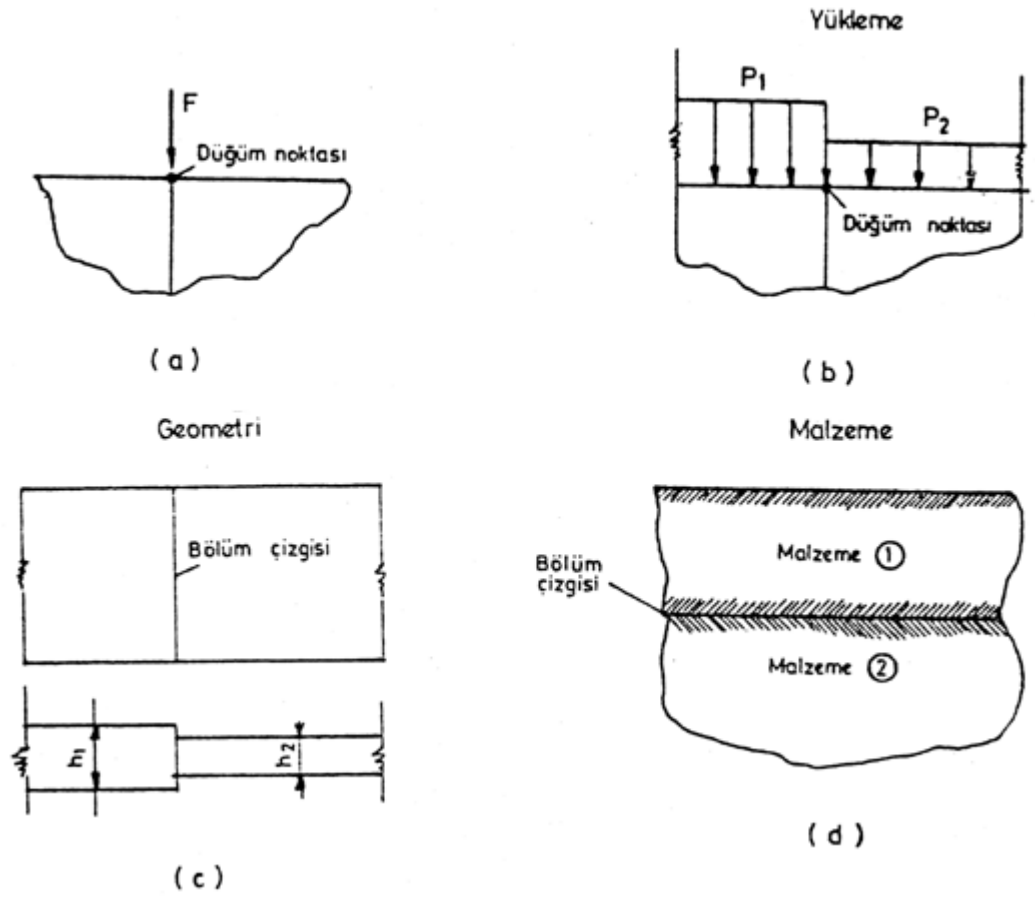 F
Düğüm noktası
(a)
Yükleme
P1
P2
Düğüm noktası
(b)
Geometri
Bölüm çizgisi
h1
h2
(c)
Malzeme
Malzeme 1
Bölüm
çizgisi
Malzeme 2
(d)